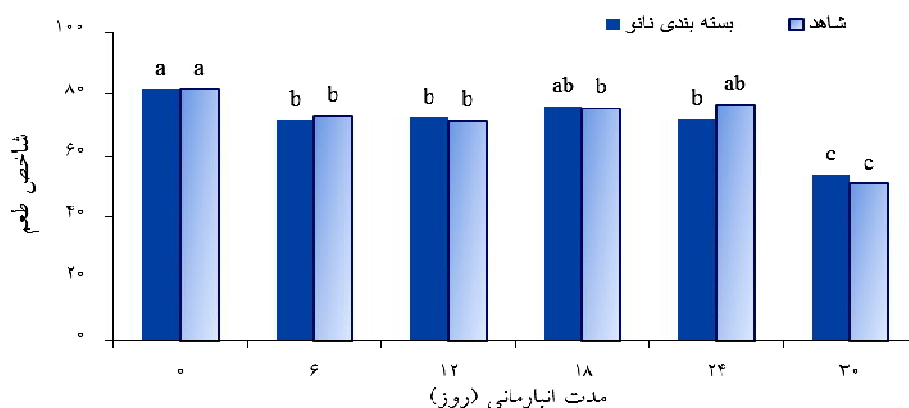 بسته بندی نانو
شاهد
شاخص طعم
۱۰۰
۸۰
۶۰
۴۰
۲۰
۰
a a
b b
b b
ab b
b ab
c c
۰ ۶ ۱۲ ۱۸ ۲۴ ۳۰
مدت انبارمانی (روز)